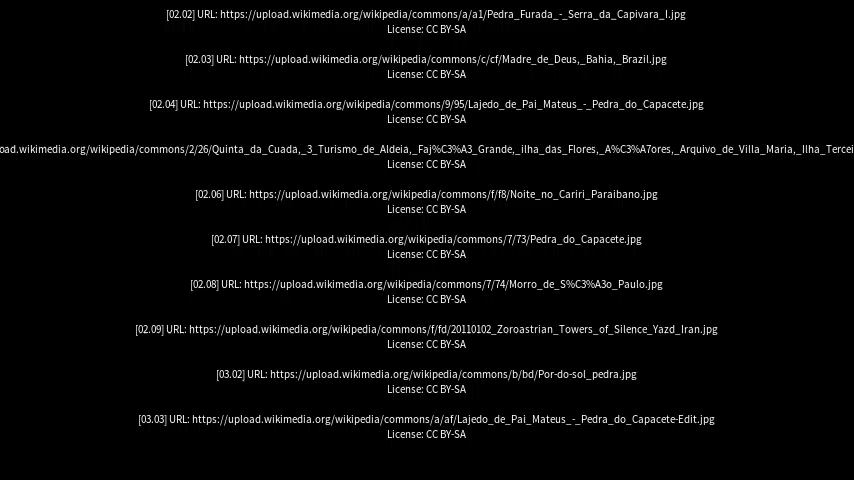 [02.02] URL: https://upload.wikimedia.org/wikipedia/commons/a/a1/Pedra_Furada_-_Serra_da_Capivara_I.jpg
License: CC BY-SA
[02.03] URL: https://upload.wikimedia.org/wikipedia/commons/c/cf/Madre_de_Deus,_Bahia,_Brazil.jpg
License: CC BY-SA
[02.04] URL: https://upload.wikimedia.org/wikipedia/commons/9/95/Lajedo_de_Pai_Mateus_-_Pedra_do_Capacete.jpg
License: CC BY-SA
oad.wikimedia.org/wikipedia/commons/2/26/Quinta_da_Cuada,_3_Turismo_de_Aldeia,_Faj%C3%A3_Grande,_ilha_das_Flores,_A%C3%A7ores,_Arquivo_de_Villa_Maria,_Ilha_Tercei
License: CC BY-SA
[02.06] URL: https://upload.wikimedia.org/wikipedia/commons/f/f8/Noite_no_Cariri_Paraibano.jpg
License: CC BY-SA
[02.07] URL: https://upload.wikimedia.org/wikipedia/commons/7/73/Pedra_do_Capacete.jpg
License: CC BY-SA
[02.08] URL: https://upload.wikimedia.org/wikipedia/commons/7/74/Morro_de_S%C3%A3o_Paulo.jpg
License: CC BY-SA
[02.09] URL: https://upload.wikimedia.org/wikipedia/commons/f/fd/20110102_Zoroastrian_Towers_of_Silence_Yazd_Iran.jpg
License: CC BY-SA
[03.02] URL: https://upload.wikimedia.org/wikipedia/commons/b/bd/Por-do-sol_pedra.jpg
License: CC BY-SA
[03.03] URL: https://upload.wikimedia.org/wikipedia/commons/a/af/Lajedo_de_Pai_Mateus_-_Pedra_do_Capacete-Edit.jpg
License: CC BY-SA